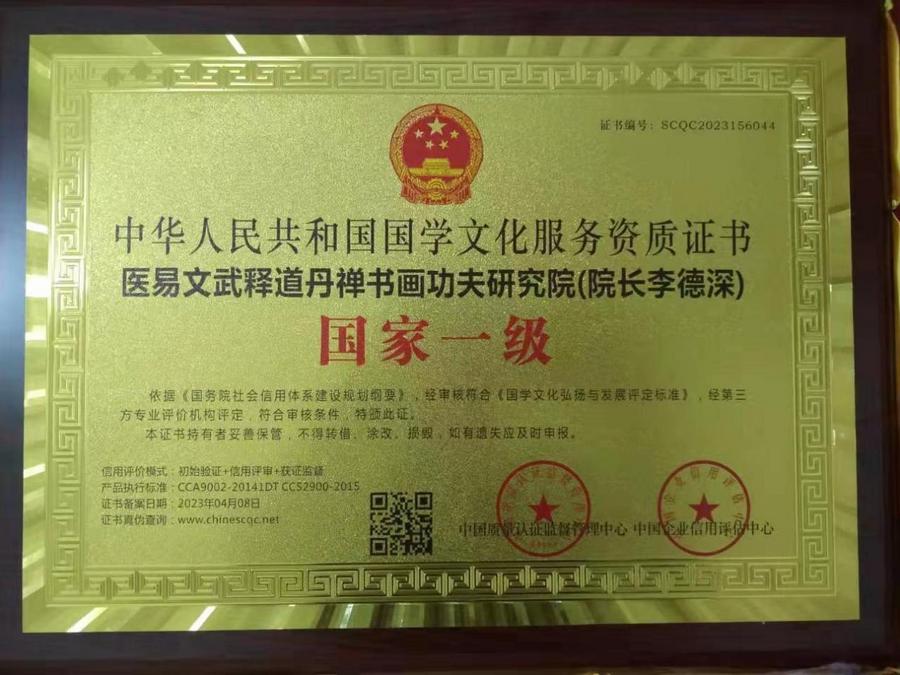 证书编号：SCQC2023156044
中华人民共和国国学文化服务资质证书
医易文武释道丹禅书画功夫研究院(院长李德深)
国家一级
依据《国务院社会信用体系建设规划纲要》，经审核符合《国学文化弘扬与发展评定标准》，经第三
方专业评价机构评定，符合审核条件，特颁此证。
本证书持有者妥善保管，不得转借、涂改、损毁，如有遗失应及时申报。
信用评价模式：初始验证+信用评审+获证监督
产品执行标准：CCA9002-20141DT CCS2900-2015
证书备案日期：2023年04月08日
证书真伪查询：www.chinescqc.net
中国质量认证监督管理中心 中国企业信用评估中心